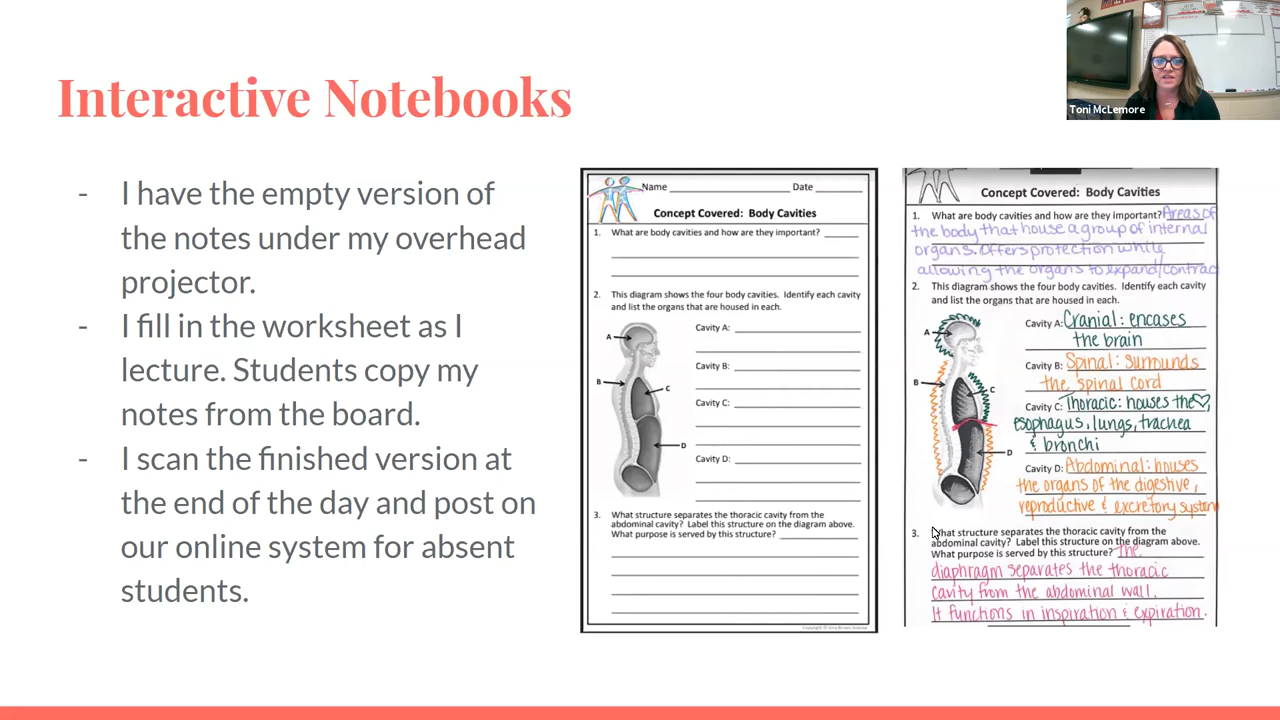 Interactive Notebooks
- I have the empty version of
the notes under my overhead
projector.
- I fill in the worksheet as I
lecture. Students copy my
notes from the board.
- I scan the finished version at
the end of the day and post on
our online system for absent
students.
Toni McLemore
Name Date
Concept Covered: Body Cavities
1. What are body cavities and how are they important?
2. This diagram shows the four body cavities. Identify each cavity
and list the organs that are housed in each.
Cavity A:
A
Cavity B:
B
C
Cavity C:
D
Cavity D:
3. What structure separates the thoracic cavity from the
abdominal cavity? Label this structure on the diagram above.
What purpose is served by this structure?
Concept Covered: Body Cavities
1. What are body cavities and how are they important? Areas of
the body that house a group of internal
organs. Offers protection while
allowing the organs to expand/contrac
2. This diagram shows the four body cavities. Identify each cavity
and list the organs that are housed in each.
Cavity A: Cranial: encases
A
the brain
Cavity B: Spinal: surrounds
B
the spinal cord
C
Cavity C: Thoracic: houses the ♡,
esophagus, lungs, trachea
& bronchi
D
Cavity D: Abdominal: houses
the organs of the digestive,
reproductive & excretory system
3. What structure separates the thoracic cavity from the
abdominal cavity? Label this structure on the diagram above.
What purpose is served by this structure? The
diaphragm separates the thoracic
cavity from the abdominal wall.
It functions in inspiration & expiration.